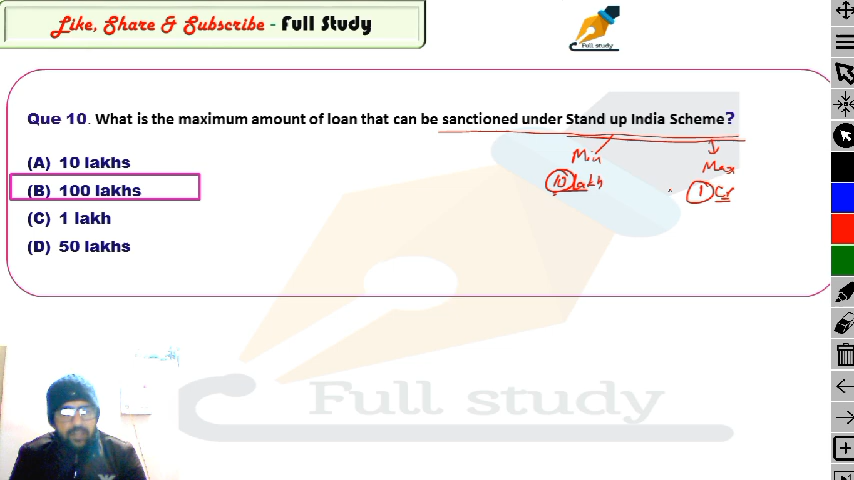 Like, Share & Subscribe - Full Study
Full study
Que 10. What is the maximum amount of loan that can be sanctioned under Stand up India Scheme?
Min
10 lakh
Max
1 Cr
(A) 10 lakhs
(B) 100 lakhs
(C) 1 lakh
(D) 50 lakhs
Full study